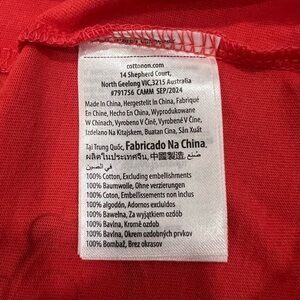 cottonon.com
14 Shepherd Court,
North Geelong VIC,3215 Australia
#791756 CAMM SEP/2024
Made In China, Hergestellt In China, Fabriqué
En Chine, Hecho En China, Wyprodukowano
W Chinach, Vyrobeno V Číně, Vyrobené V Číne,
Izdelano Na Kitajskem, Buatan Cina, Sản Xuất
Tại Trung Quốc, Fabricado Na China,
ผลิตในประเทศจีน, 中國製造, صنع
في الصين
100% Cotton, Excluding embellishments
100% Baumwolle, Ohne verzierungen
100% Coton, Embellissements non inclus
100% algodón, Adornos excluidos
100% Bawełna, Za wyjątkiem ozdób
100% Bavlna, Kromě ozdob
100% Bavlna, Okrem ozdobných prvkov
100% Bombaž, Brez okrasov